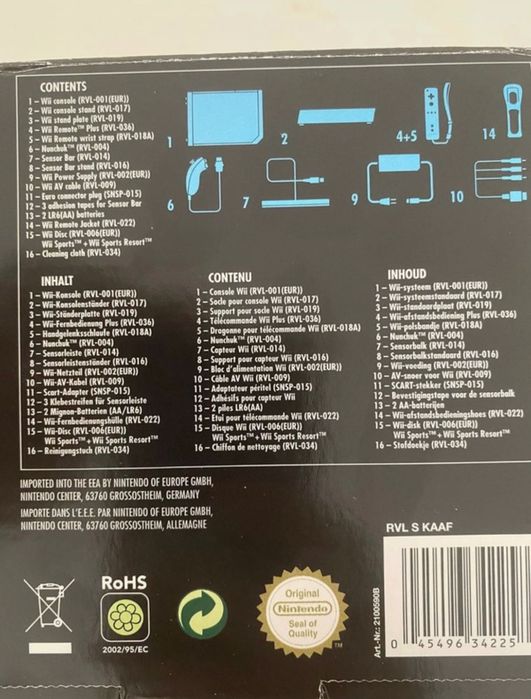 CONTENTS
1 – Wii console (RVL-001(EUR))
2 – Wii console stand (RVL-017)
3 – Wii stand plate (RVL-019)
4 – Wii Remote™ Plus (RVL-036)
5 – Wii Remote wrist strap (RVL-018A)
6 – Nunchuk™ (RVL-004)
7 – Sensor Bar (RVL-014)
8 – Sensor Bar stand (RVL-016)
9 – Wii Power Supply (RVL-002(EUR))
10 – Wii AV cable (RVL-009)
11 – Euro connector plug (SNSP-015)
12 – 3 adhesion tapes for Sensor Bar
13 – 2 LR6(AA) batteries
14 – Wii Remote Jacket (RVL-022)
15 – Wii Disc (RVL-006(EUR))
Wii Sports™ + Wii Sports Resort™
16 – Cleaning cloth (RVL-034)
1
2
4+5
14
6
7
9
10
INHALT
1 – Wii-Konsole (RVL-001(EUR))
2 – Wii-Konsolenständer (RVL-017)
3 – Wii-Ständerplatte (RVL-019)
4 – Wii-Fernbedienung Plus (RVL-036)
5 – Handgelenksschlaufe (RVL-018A)
6 – Nunchuk™ (RVL-004)
7 – Sensorleiste (RVL-014)
8 – Sensorleistenständer (RVL-016)
9 – Wii-Netzteil (RVL-002(EUR))
10 – Wii-AV-Kabel (RVL-009)
11 – Scart-Adapter (SNSP-015)
12 – 3 Klebestreifen für Sensorleiste
13 – 2 Mignon-Batterien (AA/LR6)
14 – Wii-Fernbedienungshülle (RVL-022)
15 – Wii-Disc (RVL-006(EUR))
Wii Sports™ + Wii Sports Resort™
16 – Reinigungstuch (RVL-034)
CONTENU
1 – Console Wii (RVL-001(EUR))
2 – Socle pour console Wii (RVL-017)
3 – Support pour socle Wii (RVL-019)
4 – Télécommande Wii Plus (RVL-036)
5 – Dragonne pour télécommande Wii (RVL-018A)
6 – Nunchuk™ (RVL-004)
7 – Capteur Wii (RVL-014)
8 – Support pour capteur Wii (RVL-016)
9 – Bloc d'alimentation Wii (RVL-002(EUR))
10 – Câble AV Wii (RVL-009)
11 – Adaptateur péritel (SNSP-015)
12 – Adhésifs pour capteur Wii
13 – 2 piles LR6(AA)
14 – Etui pour télécommande Wii (RVL-022)
15 – Disque Wii (RVL-006(EUR))
Wii Sports™ + Wii Sports Resort™
16 – Chiffon de nettoyage (RVL-034)
INHOUD
1 – Wii-systeem (RVL-001(EUR))
2 – Wii-systeemstandaard (RVL-017)
3 – Wii-standaardplaat (RVL-019)
4 – Wii-afstandsbediening Plus (RVL-036)
5 – Wii-polsbandje (RVL-018A)
6 – Nunchuk™ (RVL-004)
7 – Sensorbalk (RVL-014)
8 – Sensorbalkstandaard (RVL-016)
9 – Wii-voeding (RVL-002(EUR))
10 – AV-snoer voor Wii (RVL-009)
11 – SCART-stekker (SNSP-015)
12 – Bevestigingstape voor de sensorbalk
13 – 2 AA-batterijen
14 – Wii-afstandsbedieningshoes (RVL-022)
15 – Wii-disk (RVL-006(EUR))
Wii Sports™ + Wii Sports Resort™
16 – Stofdoekje (RVL-034)
IMPORTED INTO THE EEA BY NINTENDO OF EUROPE GMBH,
NINTENDO CENTER, 63760 GROSSOSTHEIM, GERMANY
IMPORTE DANS L'E.E.E. PAR NINTENDO OF EUROPE GMBH,
NINTENDO CENTER, 63760 GROSSOSTHEIM, ALLEMAGNE
RVL S KAAF
RoHS
2002/95/EC
Original
Nintendo
Seal of
Quality
TM
Art.-Nr.: 2100590B
0 45496 34225